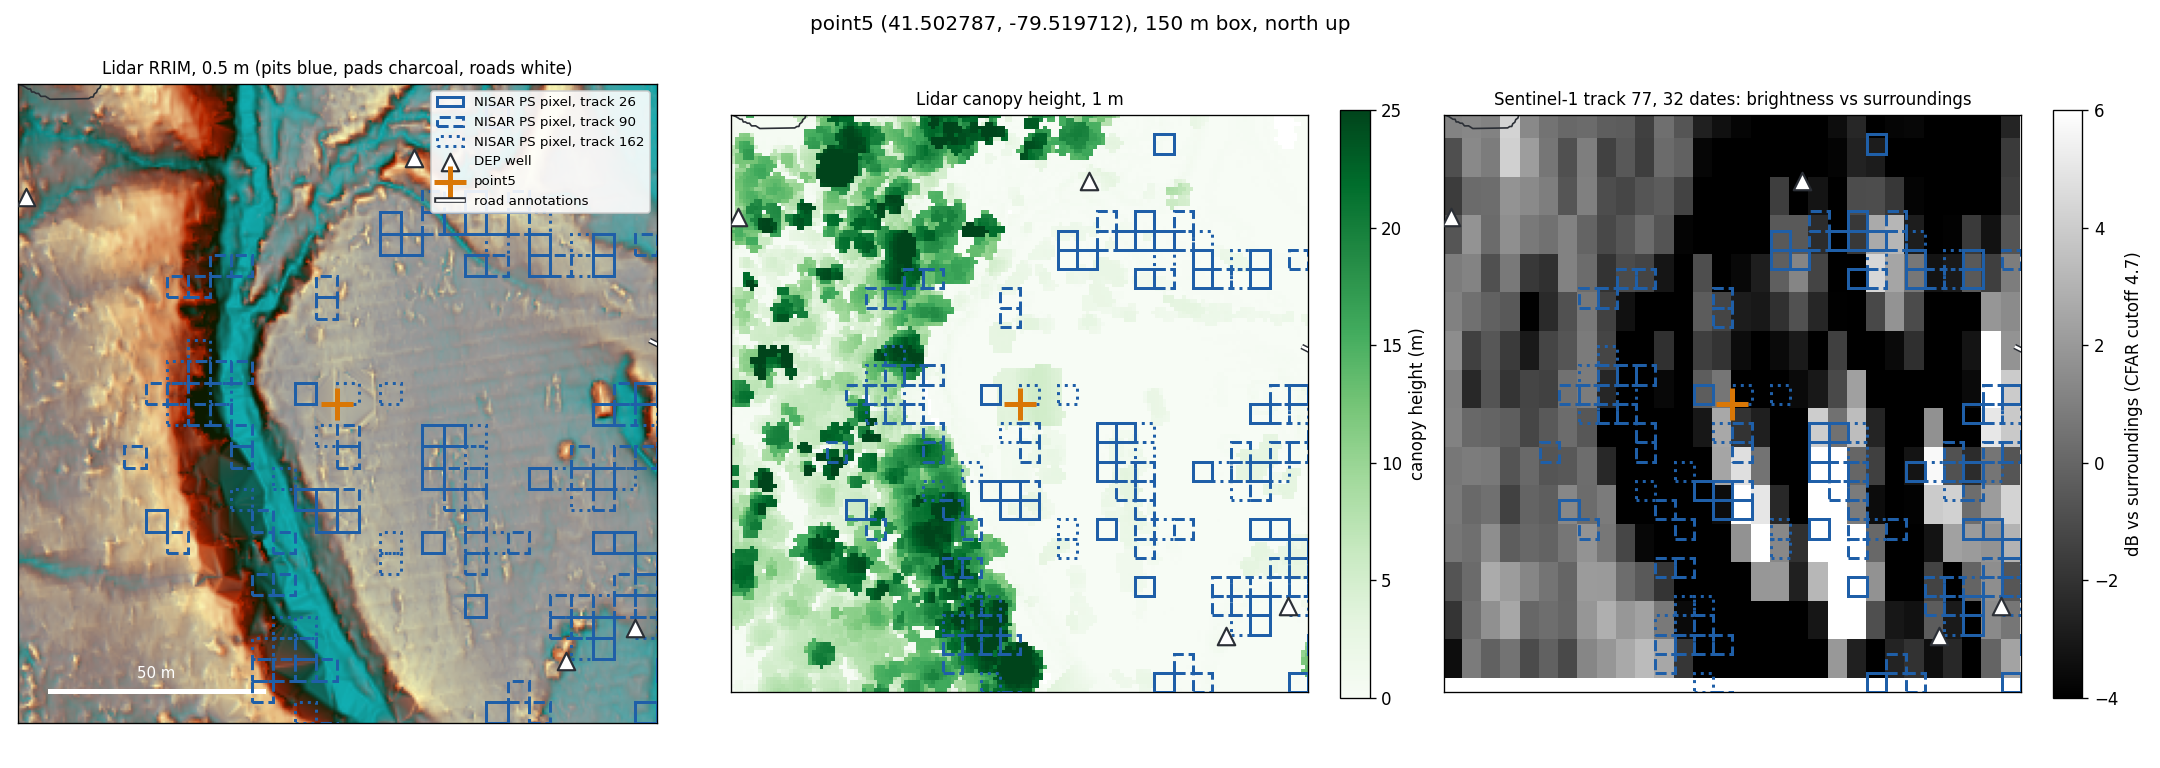 point5 (41.502787, -79.519712), 150 m box, north up
Lidar RRIM, 0.5 m (pits blue, pads charcoal, roads white)
NISAR PS pixel, track 26
NISAR PS pixel, track 90
NISAR PS pixel, track 162
DEP well
point5
road annotations
50 m
Lidar canopy height, 1 m
25
20
15
10
5
0
canopy height (m)
Sentinel-1 track 77, 32 dates: brightness vs surroundings
6
4
2
0
−2
−4
dB vs surroundings (CFAR cutoff 4.7)